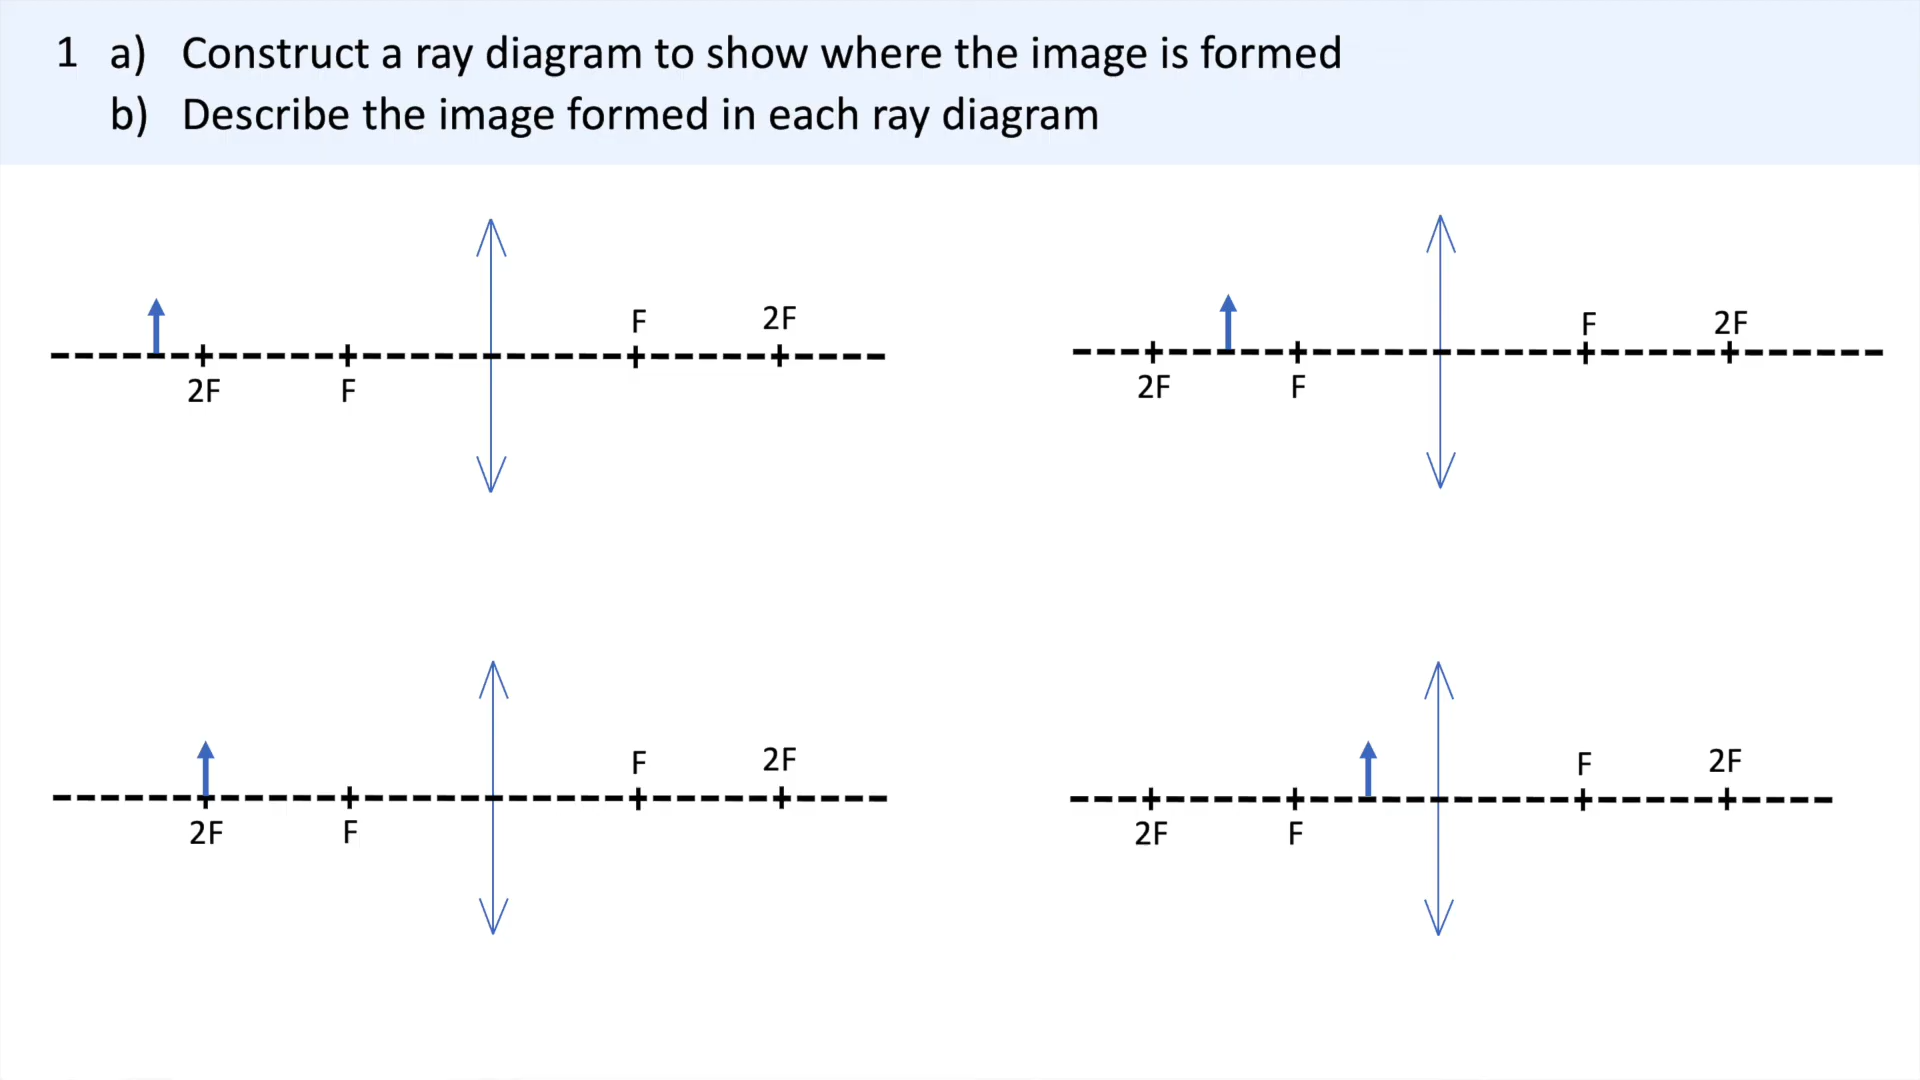 1 a) Construct a ray diagram to show where the image is formed
b) Describe the image formed in each ray diagram
F 2F
2F F
F 2F
2F F
F 2F
2F F
F 2F
2F F